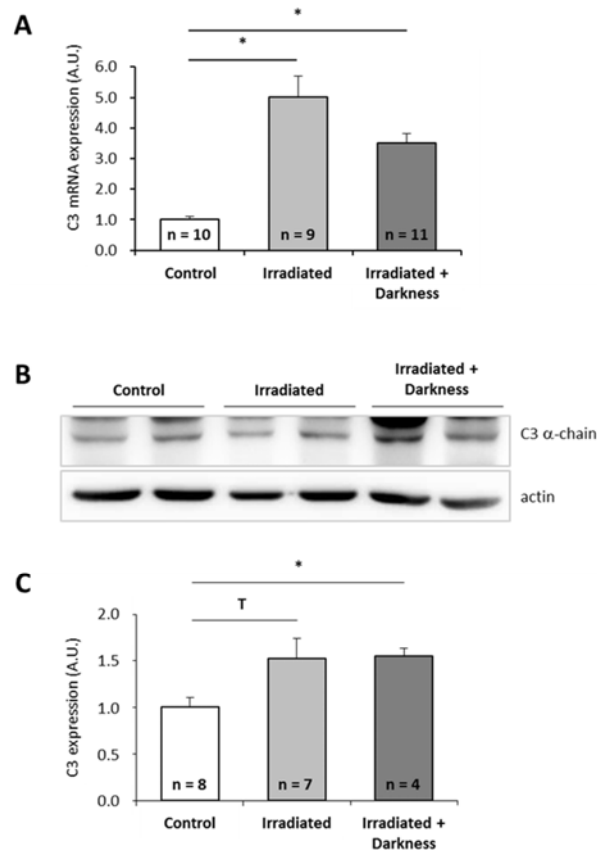 A
*
*
C3 mRNA expression (A.U.)
6.0
5.0
4.0
3.0
2.0
1.0
0.0
n = 10
n = 9
n = 11
Control
Irradiated
Irradiated +
Darkness
B
Control
Irradiated
Irradiated +
Darkness
C3 α-chain
actin
C
*
T
C3 expression (A.U.)
2.0
1.5
1.0
0.5
0.0
n = 8
n = 7
n = 4
Control
Irradiated
Irradiated +
Darkness